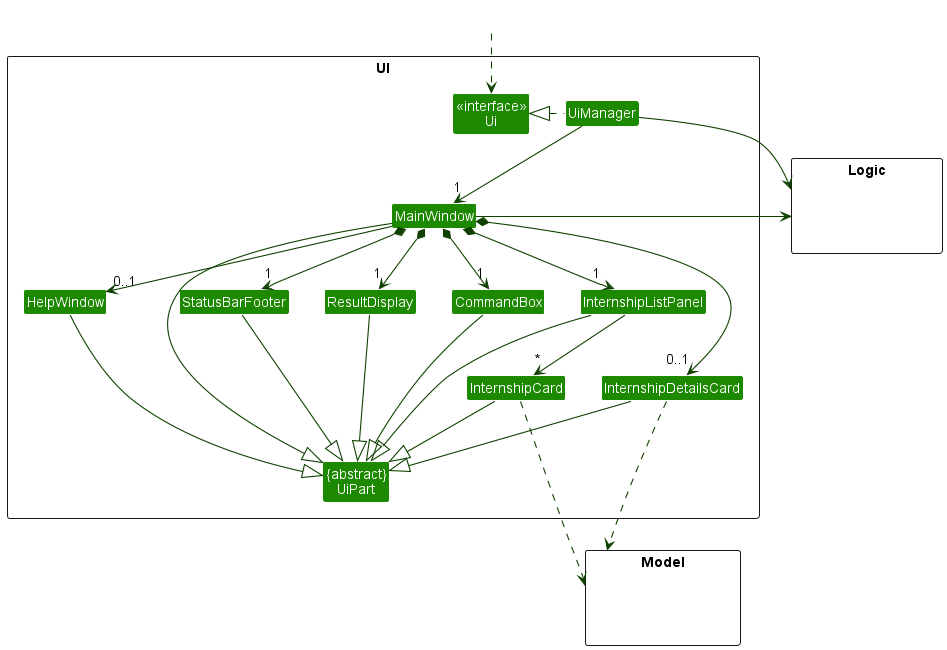 UI
«interface»
Ui
UiManager
Logic
1
MainWindow
0..1
1
1
1
1
HelpWindow
StatusBarFooter
ResultDisplay
CommandBox
InternshipListPanel
*
0..1
InternshipCard
InternshipDetailsCard
{abstract}
UiPart
Model